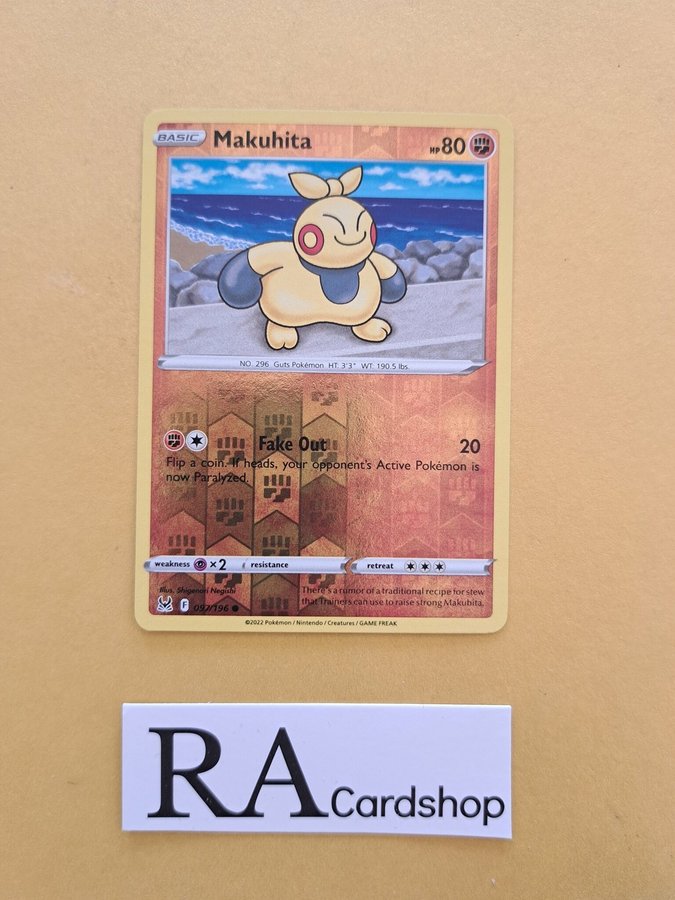 BASIC Makuhita HP 80
NO. 296 Guts Pokémon HT: 3'3" WT: 190.5 lbs.
Fake Out 20
Flip a coin. If heads, your opponent's Active Pokémon is
now Paralyzed.
weakness ×2 resistance retreat
Illus. Shigenori Negishi
There's a rumor of a traditional recipe for stew
that Trainers can use to raise strong Makuhita.
F 097/196
©2022 Pokémon / Nintendo / Creatures / GAME FREAK
RA Cardshop